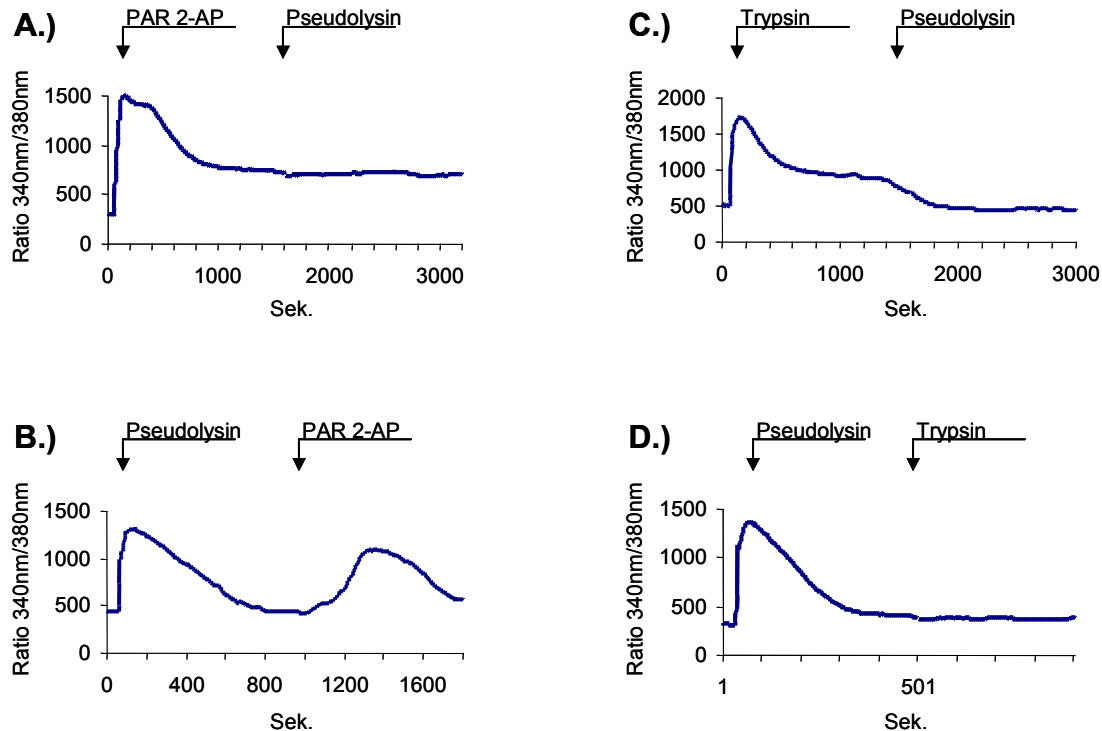 A.)
PAR 2-AP Pseudolysin
Ratio 340nm/380nm
1500
1000
500
0
0 1000 2000 3000
Sek.
C.)
Trypsin Pseudolysin
Ratio 340nm/380nm
2000
1500
1000
500
0
0 1000 2000 3000
Sek.
B.)
Pseudolysin PAR 2-AP
Ratio 340nm/380nm
1500
1000
500
0
0 400 800 1200 1600
Sek.
D.)
Pseudolysin Trypsin
Ratio 340nm/380nm
1500
1000
500
0
1 501
Sek.